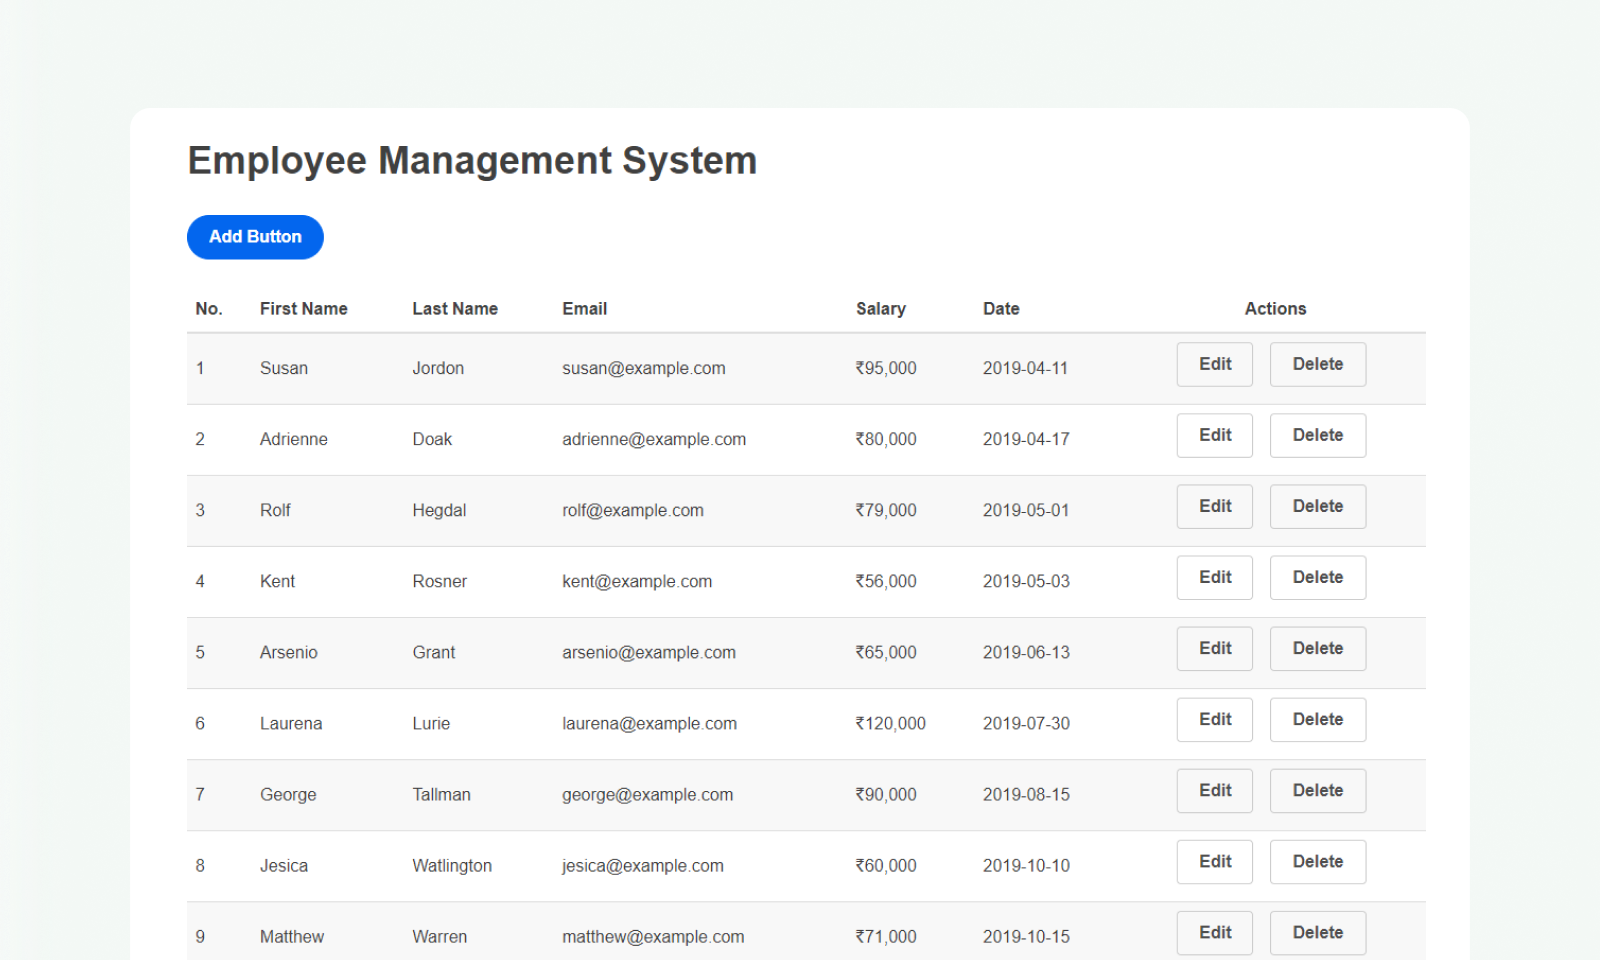 Employee Management System
Add Button
No. First Name Last Name Email Salary Date Actions
1 Susan Jordon susan@example.com ₹95,000 2019-04-11 Edit Delete
2 Adrienne Doak adrienne@example.com ₹80,000 2019-04-17 Edit Delete
3 Rolf Hegdal rolf@example.com ₹79,000 2019-05-01 Edit Delete
4 Kent Rosner kent@example.com ₹56,000 2019-05-03 Edit Delete
5 Arsenio Grant arsenio@example.com ₹65,000 2019-06-13 Edit Delete
6 Laurena Lurie laurena@example.com ₹120,000 2019-07-30 Edit Delete
7 George Tallman george@example.com ₹90,000 2019-08-15 Edit Delete
8 Jesica Watlington jesica@example.com ₹60,000 2019-10-10 Edit Delete
9 Matthew Warren matthew@example.com ₹71,000 2019-10-15 Edit Delete